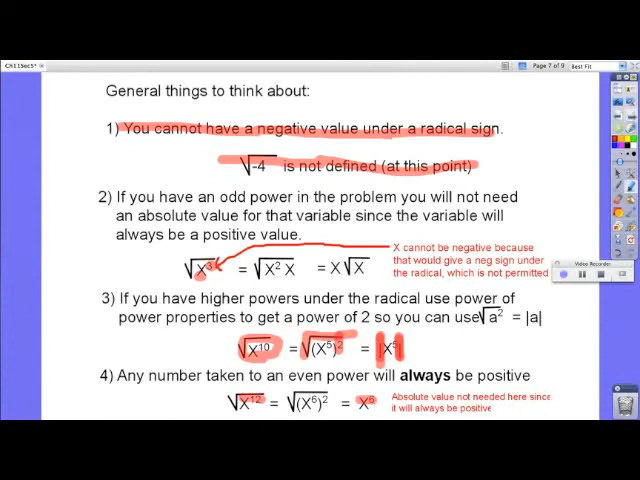 Ch11Sec5*
Page 7 of 9
Best Fit
General things to think about:
1) You cannot have a negative value under a radical sign.
√-4 is not defined (at this point)
2) If you have an odd power in the problem you will not need
an absolute value for that variable since the variable will
always be a positive value.
√X³ = √X² X = X√X
X cannot be negative because
that would give a neg sign under
the radical, which is not permitted
Video Recorder
3) If you have higher powers under the radical use power of
power properties to get a power of 2 so you can use √a² = |a|
√X¹⁰ = √(X⁵)² = |X⁵|
4) Any number taken to an even power will always be positive
√X¹² = √(X⁶)² = X⁶
Absolute value not needed here since
it will always be positive